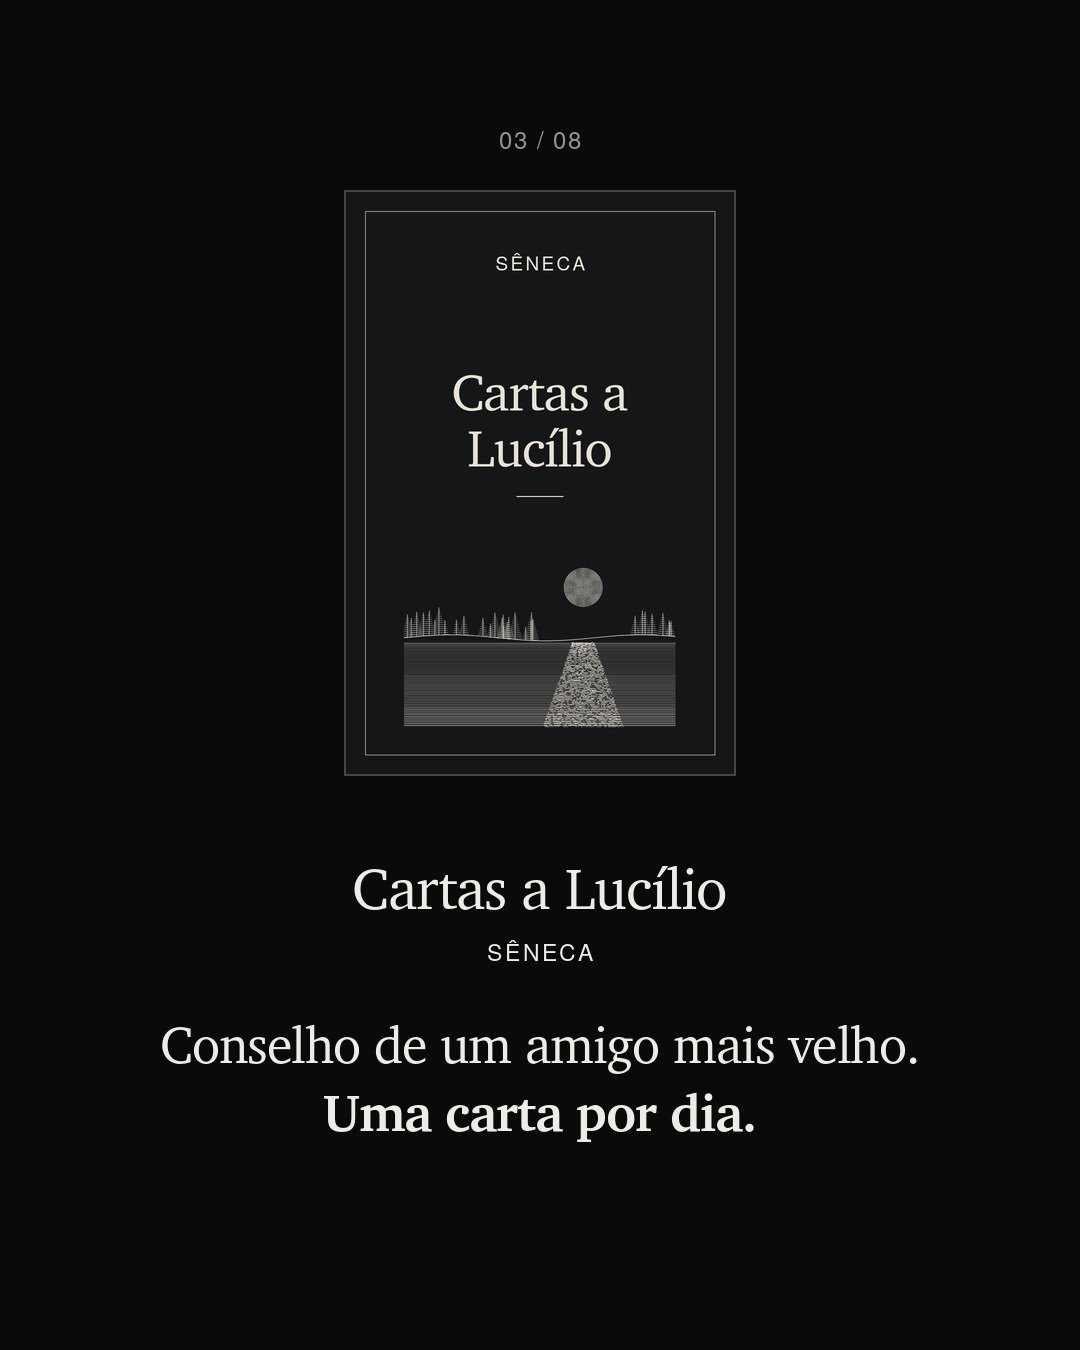 03 / 08
SÊNECA
Cartas a
Lucílio
Cartas a Lucílio
SÊNECA
Conselho de um amigo mais velho.
Uma carta por dia.